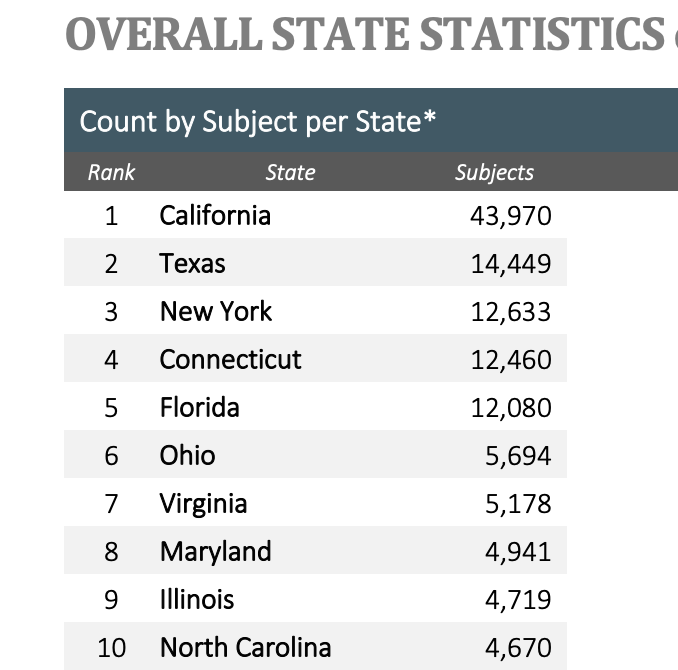 OVERALL STATE STATISTICS
Count by Subject per State*
Rank State Subjects
1 California 43,970
2 Texas 14,449
3 New York 12,633
4 Connecticut 12,460
5 Florida 12,080
6 Ohio 5,694
7 Virginia 5,178
8 Maryland 4,941
9 Illinois 4,719
10 North Carolina 4,670